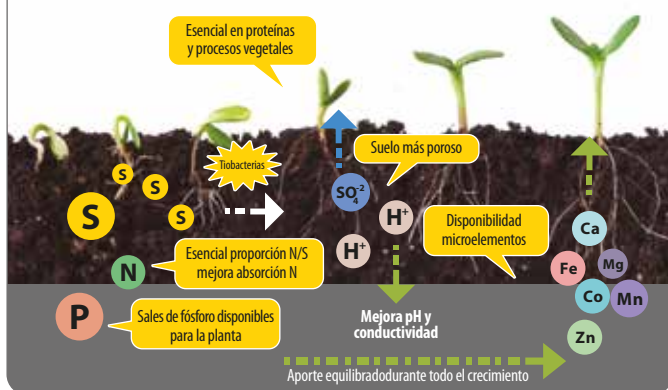 Esencial en proteínas
y procesos vegetales
Tiobacterias
Suelo más poroso
S
S
S
S
SO₄⁻²
H⁺
H⁺
Disponibilidad
microelementos
Ca
Fe
Mg
Co
Mn
Zn
N
Esencial proporción N/S
mejora absorción N
P
Sales de fósforo disponibles
para la planta
Mejora pH y
conductividad
Aporte equilibradodurante todo el crecimiento